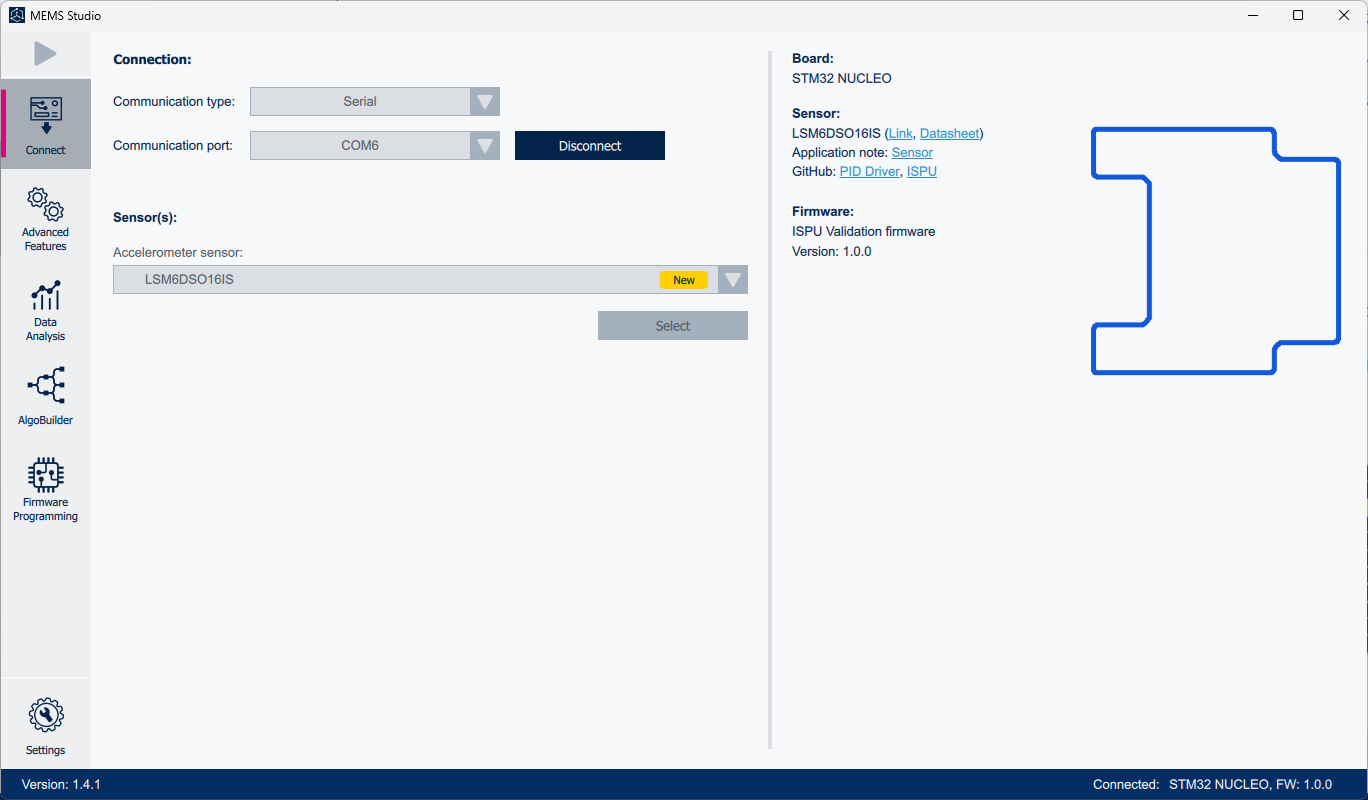 MEMS Studio
Connect
Advanced
Features
Data
Analysis
AlgoBuilder
Firmware
Programming
Settings
Connection:
Communication type: Serial
Communication port: COM6 Disconnect
Sensor(s):
Accelerometer sensor:
LSM6DSO16IS New
Select
Board:
STM32 NUCLEO
Sensor:
LSM6DSO16IS (Link, Datasheet)
Application note: Sensor
GitHub: PID Driver, ISPU
Firmware:
ISPU Validation firmware
Version: 1.0.0
Version: 1.4.1
Connected: STM32 NUCLEO, FW: 1.0.0